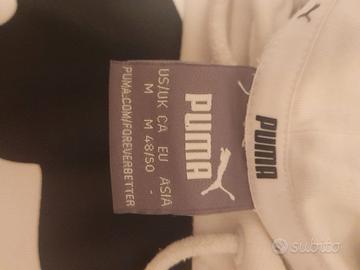 PUMA
US/UK CA EU ASIA
M M 48/50 -
PUMA.COM/FOREVERBETTER
PUMA
subito